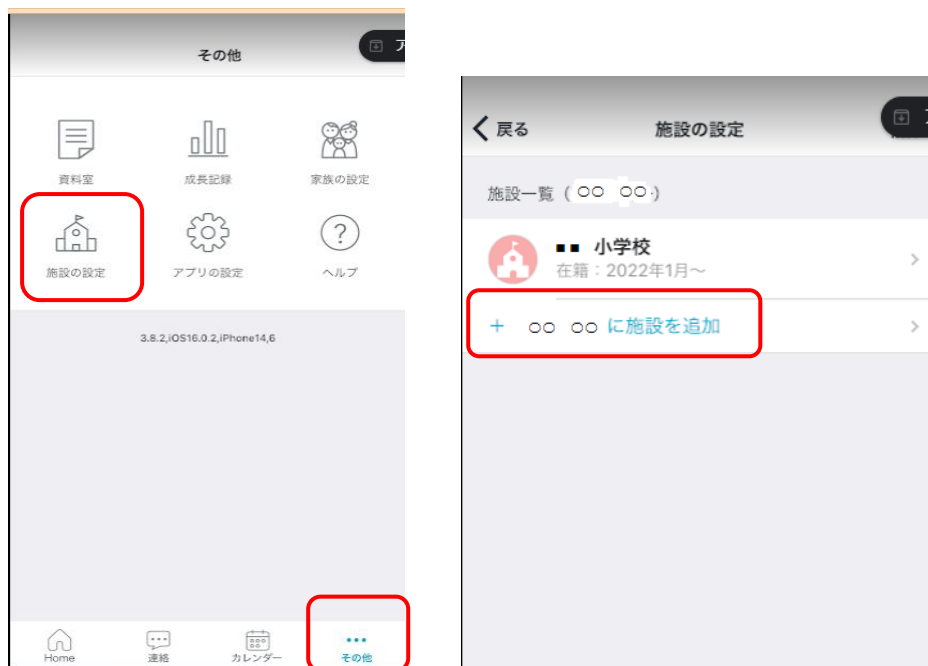 その他
資料室
成長記録
家族の設定
施設の設定
アプリの設定
ヘルプ
3.8.2,iOS16.0.2,iPhone14,6
Home
連絡
カレンダー
その他
戻る
施設の設定
施設一覧 ( ○○ ○○ )
■■ 小学校
在籍：2022年1月～
+ ○○ ○○ に施設を追加